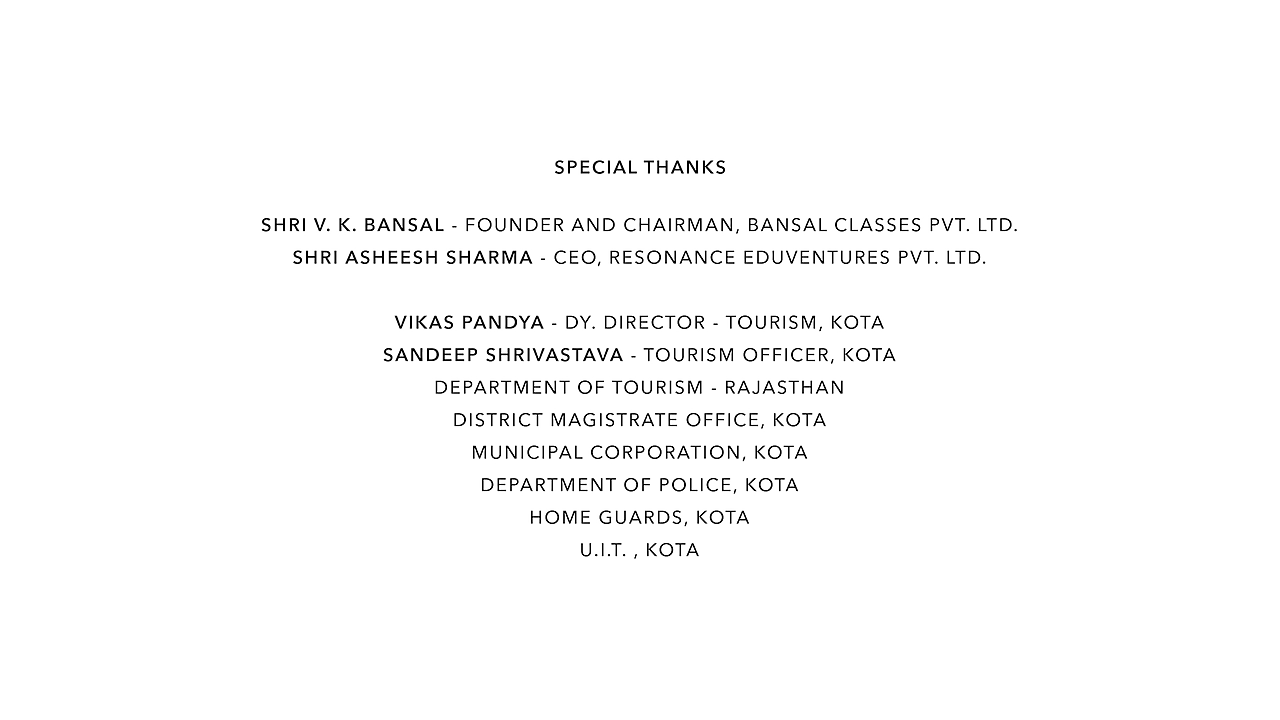 SPECIAL THANKS
SHRI V. K. BANSAL - FOUNDER AND CHAIRMAN, BANSAL CLASSES PVT. LTD.
SHRI ASHEESH SHARMA - CEO, RESONANCE EDUVENTURES PVT. LTD.
VIKAS PANDYA - DY. DIRECTOR - TOURISM, KOTA
SANDEEP SHRIVASTAVA - TOURISM OFFICER, KOTA
DEPARTMENT OF TOURISM - RAJASTHAN
DISTRICT MAGISTRATE OFFICE, KOTA
MUNICIPAL CORPORATION, KOTA
DEPARTMENT OF POLICE, KOTA
HOME GUARDS, KOTA
U.I.T. , KOTA